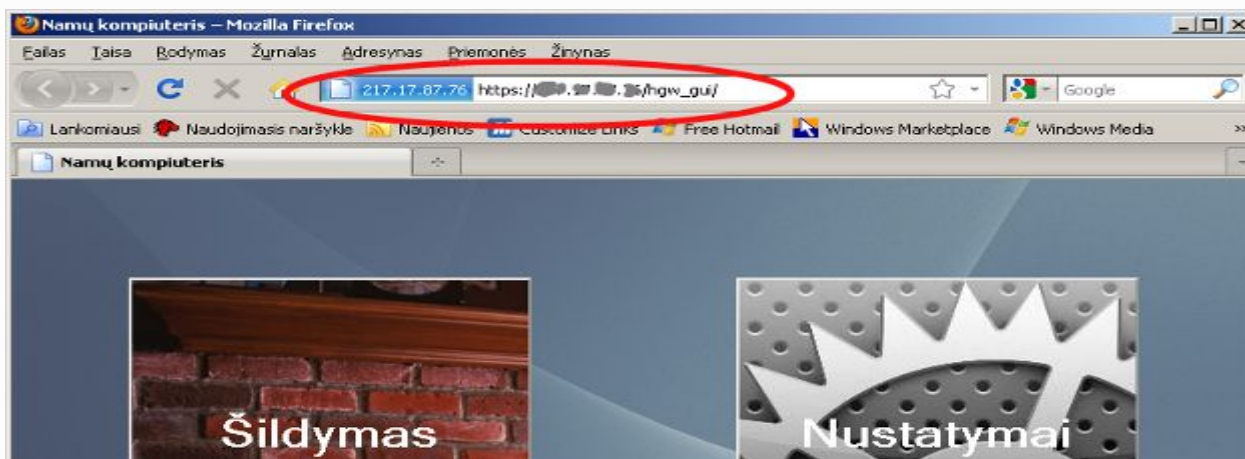 Namų kompiuteris – Mozilla Firefox
Failas Taisa Rodymas Žurnalas Adresynas Priemonės Žinynas
217.17.87.76 https:// /hgw_gui/ Google
Lankomiausi Naudojimasis naršykle Naujienos Customize Links Free Hotmail Windows Marketplace Windows Media
Namų kompiuteris
Šildymas Nustatymai